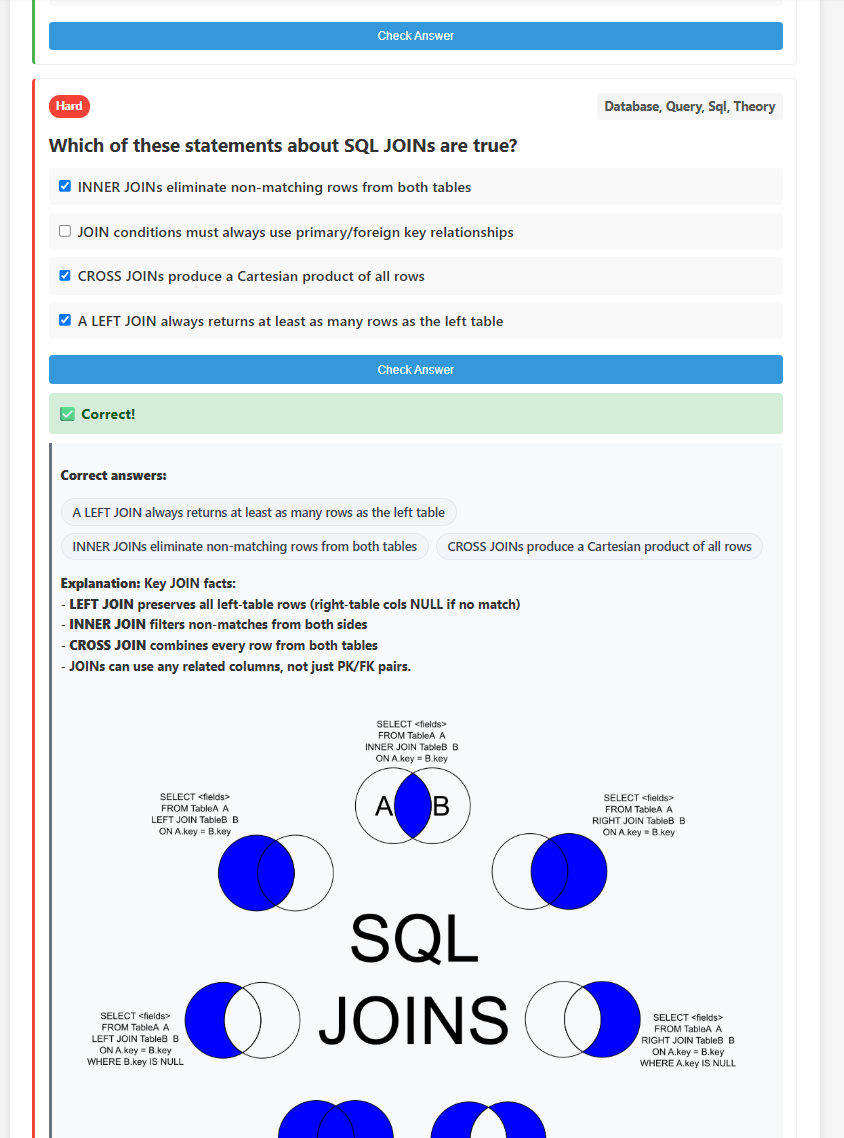 Check Answer
Hard
Database, Query, Sql, Theory
Which of these statements about SQL JOINs are true?
INNER JOINs eliminate non-matching rows from both tables
JOIN conditions must always use primary/foreign key relationships
CROSS JOINs produce a Cartesian product of all rows
A LEFT JOIN always returns at least as many rows as the left table
Check Answer
✅ Correct!
Correct answers:
A LEFT JOIN always returns at least as many rows as the left table
INNER JOINs eliminate non-matching rows from both tables
CROSS JOINs produce a Cartesian product of all rows
Explanation: Key JOIN facts:
- LEFT JOIN preserves all left-table rows (right-table cols NULL if no match)
- INNER JOIN filters non-matches from both sides
- CROSS JOIN combines every row from both tables
- JOINs can use any related columns, not just PK/FK pairs.
SELECT <fields>
FROM TableA A
INNER JOIN TableB B
ON A.key = B.key
A B
SELECT <fields>
FROM TableA A
LEFT JOIN TableB B
ON A.key = B.key
SELECT <fields>
FROM TableA A
RIGHT JOIN TableB B
ON A.key = B.key
SQL
JOINS
SELECT <fields>
FROM TableA A
LEFT JOIN TableB B
ON A.key = B.key
WHERE B.key IS NULL
SELECT <fields>
FROM TableA A
RIGHT JOIN TableB B
ON A.key = B.key
WHERE A.key IS NULL